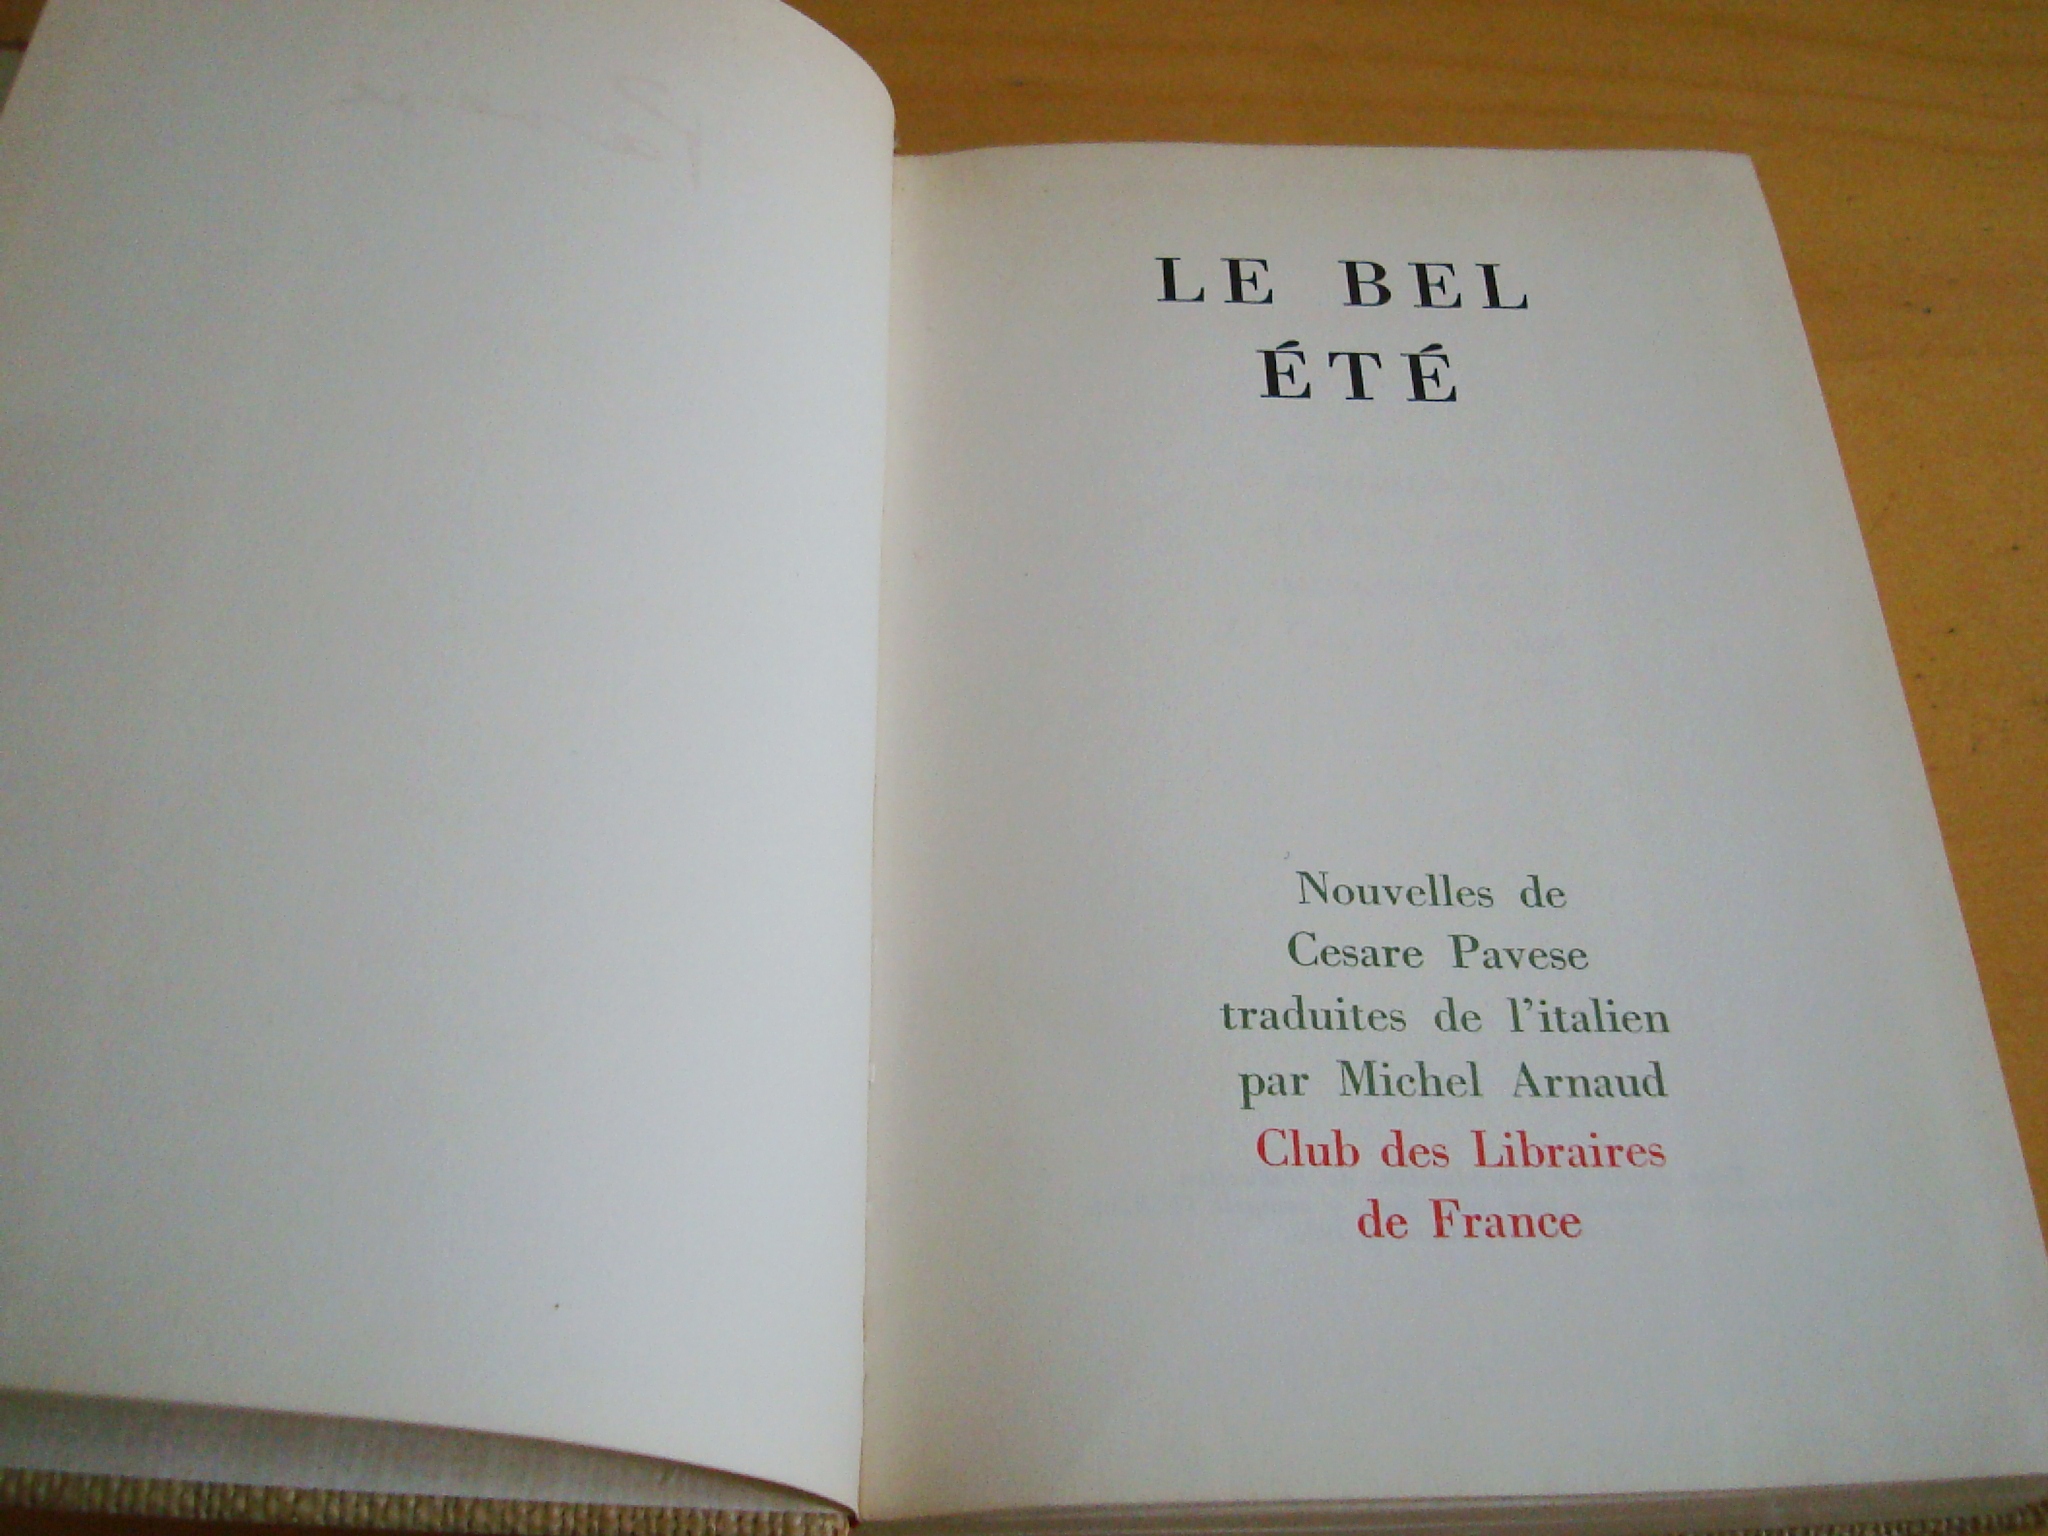 LE BEL
ÉTÉ
Nouvelles de
Cesare Pavese
traduites de l'italien
par Michel Arnaud
Club des Libraires
de France